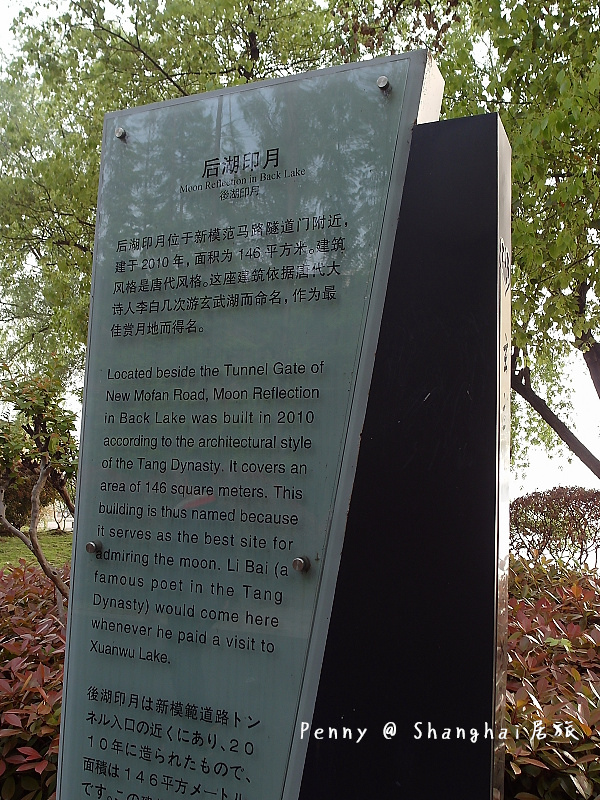 后湖印月
Moon Reflection in Back Lake
後湖印月
后湖印月位于新模范马路隧道门附近，
建于2010年，面积为146平方米。建筑
风格是唐代风格。这座建筑依据唐代大
诗人李白几次游玄武湖而命名，作为最
佳赏月地而得名。
Located beside the Tunnel Gate of
New Mofan Road, Moon Reflection
in Back Lake was built in 2010
according to the architectural style
of the Tang Dynasty. It covers an
area of 146 square meters. This
building is thus named because
it serves as the best site for
admiring the moon. Li Bai (a
famous poet in the Tang
Dynasty) would come here
whenever he paid a visit to
Xuanwu Lake.
後湖印月は新模範道路トン
ネル入口の近くにあり、20
10年に造られたもので、
面積は146平方メートル
です。この建
Penny @ Shanghai居旅